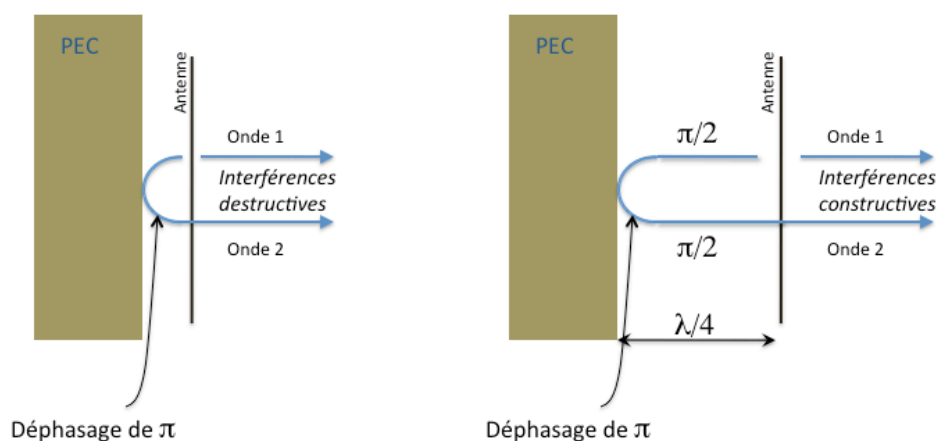 PEC
Antenne
Onde 1
Interférences
destructives
Onde 2
Déphasage de π
PEC
Antenne
π/2
Onde 1
Interférences
constructives
π/2
Onde 2
λ/4
Déphasage de π